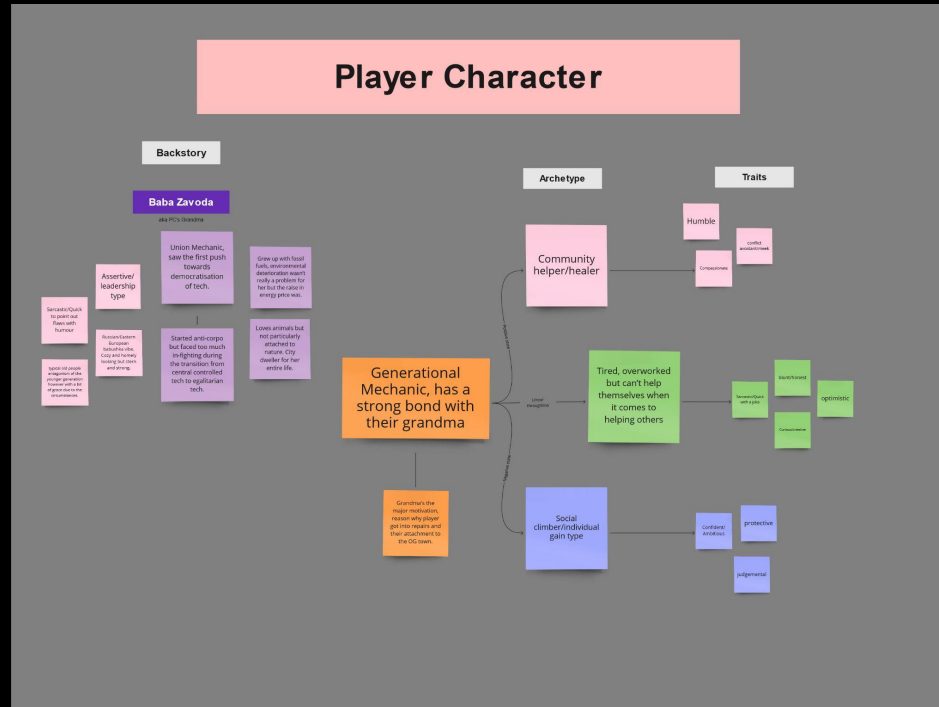 Player Character
Backstory
Baba Zavoda
aka PC's Grandma
Union Mechanic,
saw the first push
towards
democratisation
of tech.
Grew up with fossil
fuels, environmental
deterioration wasn't
really a problem for
her but the raise in
energy price was.
Assertive/
leadership
type
Sarcastic/Quick
to point out
flaws with
humour
Russian/Eastern
European
babushka vibe.
Cozy and homely
looking but stern
and strong.
Started anti-corpo
but faced too much
in-fighting during
the transition from
central controlled
tech to egalitarian
tech.
Loves animals but
not particularly
attached to
nature. City
dweller for her
entire life.
typical old people
antagonism of the
younger generation
however with a bit
of grace due to the
circumstances.
Generational
Mechanic, has a
strong bond with
their grandma
Grandma's the
major motivation,
reason why player
got into repairs and
their attachment to
the OG town.
Archetype
Traits
Community
helper/healer
Humble
conflict
avoidant/meek
Compassionate
Tired, overworked
but can't help
themselves when
it comes to
helping others
Sarcastic/Quick
with a joke
optimistic
Social
climber/individual
gain type
Confident/
Ambitious
protective
judgemental